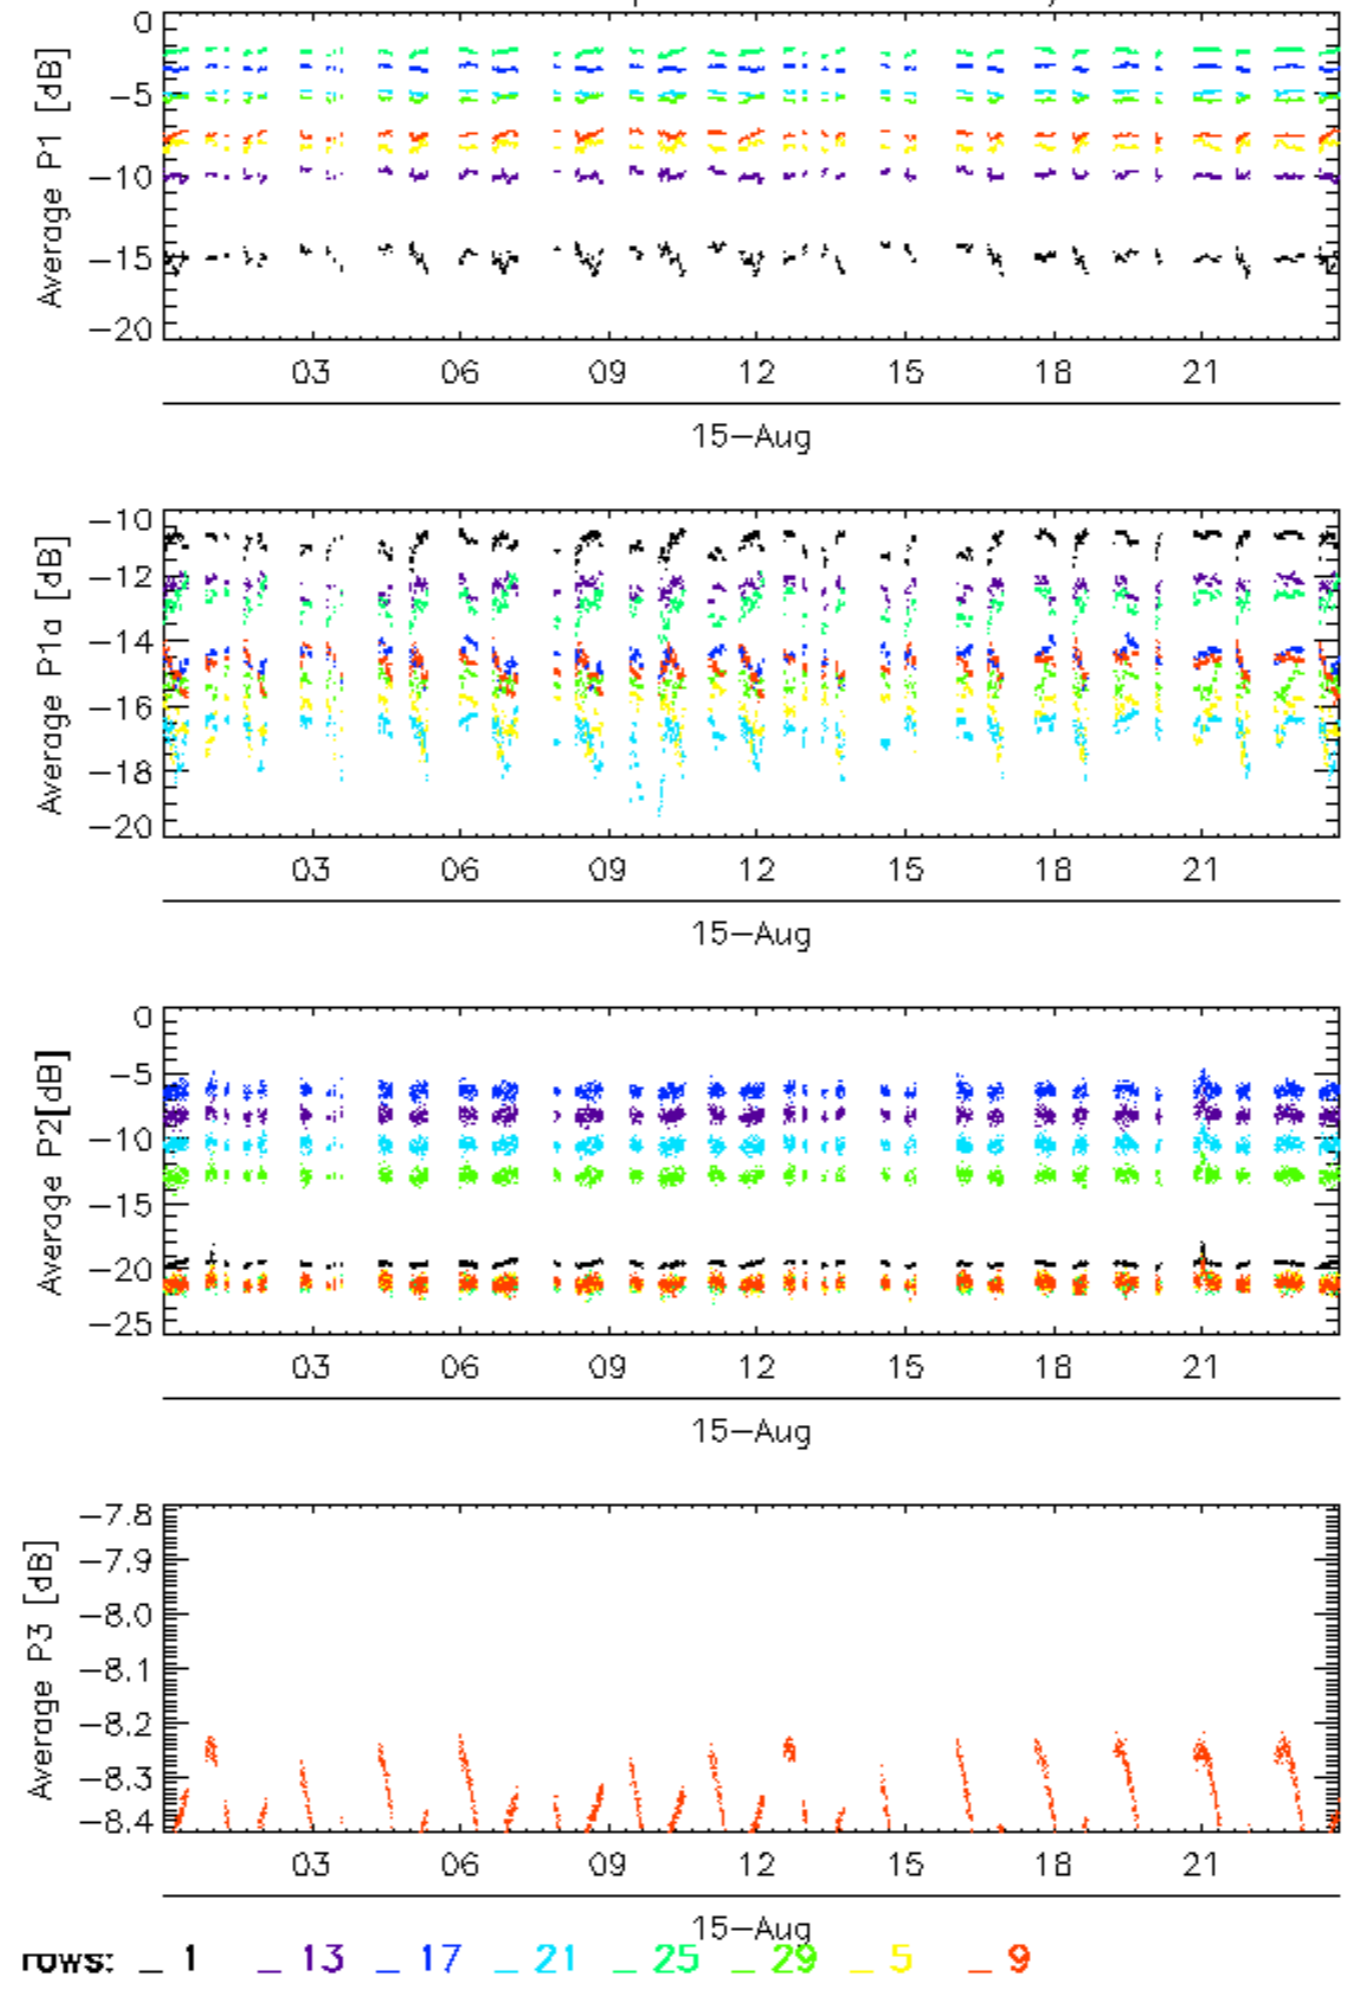 0
Average P1 [dB]
−5
−10
−15
−20
03 06 09 12 15 18 21
15−Aug
−10
Average P1a [dB]
−12
−14
−16
−18
−20
03 06 09 12 15 18 21
15−Aug
0
Average P2[dB]
−5
−10
−15
−20
−25
03 06 09 12 15 18 21
15−Aug
−7.8
Average P3 [dB]
−7.9
−8.0
−8.1
−8.2
−8.3
−8.4
03 06 09 12 15 18 21
15−Aug
rows: _ 1 _ 13 _ 17 _ 21 _ 25 _ 29 _ 5 _ 9